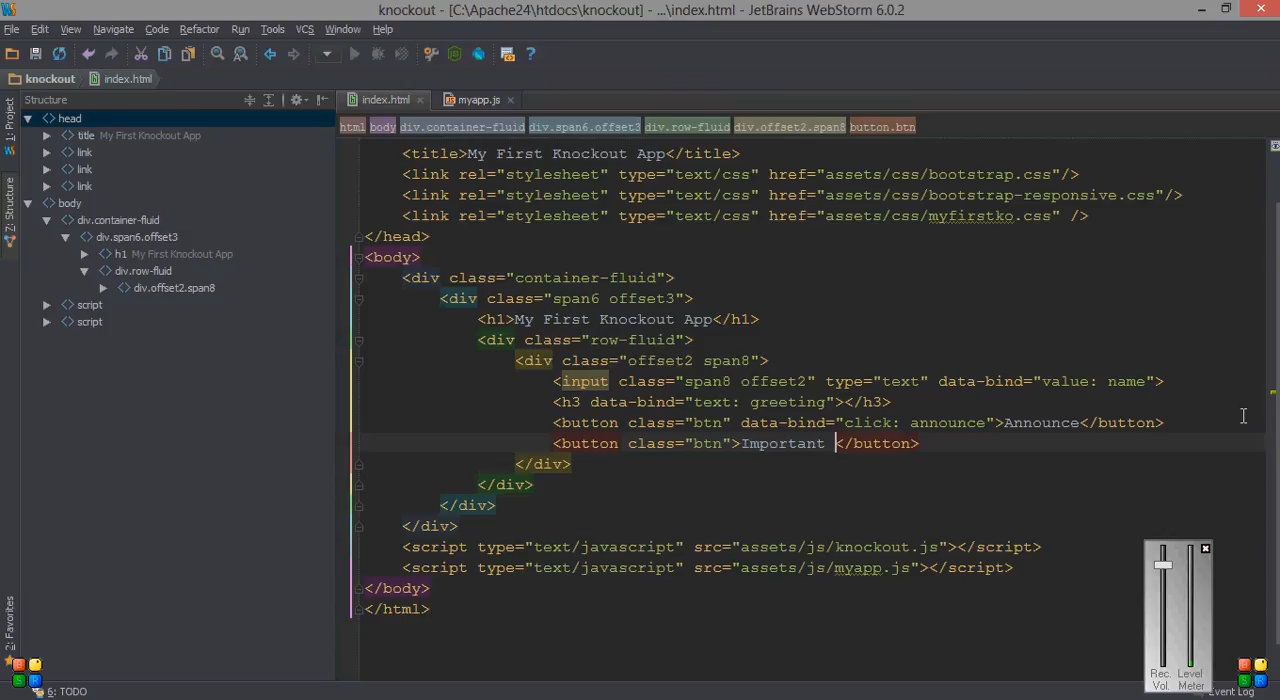 knockout - [C:\Apache24\htdocs\knockout] - ...\index.html - JetBrains WebStorm 6.0.2
File Edit View Navigate Code Refactor Run Tools VCS Window Help
knockout index.html
Structure index.html myapp.js
html body div.container-fluid div.span6.offset3 div.row-fluid div.offset2.span8 button.btn
1: Project
7: Structure
2: Favorites
head
title My First Knockout App
link
link
link
body
div.container-fluid
div.span6.offset3
h1 My First Knockout App
div.row-fluid
div.offset2.span8
script
script
<title>My First Knockout App</title>
<link rel="stylesheet" type="text/css" href="assets/css/bootstrap.css"/>
<link rel="stylesheet" type="text/css" href="assets/css/bootstrap-responsive.css"/>
<link rel="stylesheet" type="text/css" href="assets/css/myfirstko.css" />
</head>
<body>
<div class="container-fluid">
<div class="span6 offset3">
<h1>My First Knockout App</h1>
<div class="row-fluid">
<div class="offset2 span8">
<input class="span8 offset2" type="text" data-bind="value: name">
<h3 data-bind="text: greeting"></h3>
<button class="btn" data-bind="click: announce">Announce</button>
<button class="btn">Important </button>
</div>
</div>
</div>
</div>
<script type="text/javascript" src="assets/js/knockout.js"></script>
<script type="text/javascript" src="assets/js/myapp.js"></script>
</body>
</html>
Rec. Level
Vol. Meter
B
S R
B
S R
6: TODO Event Log